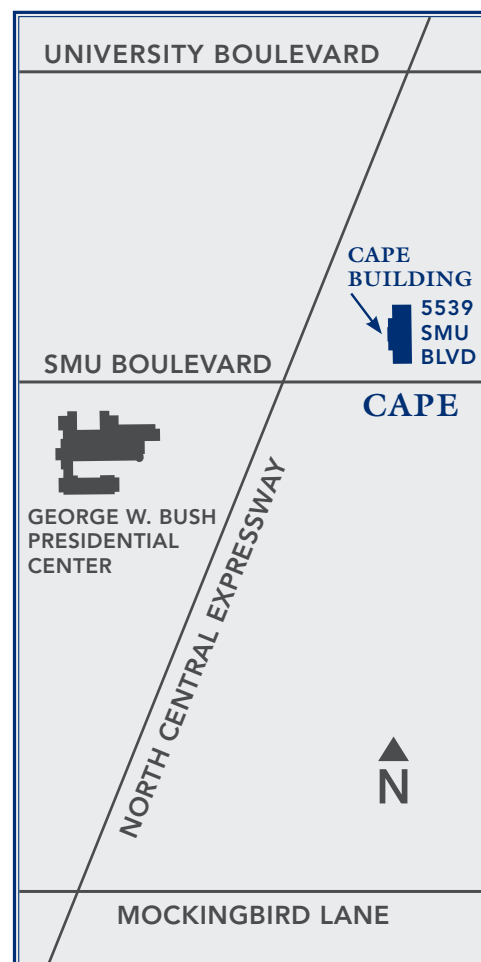 UNIVERSITY BOULEVARD
CAPE
BUILDING
5539
SMU
BLVD
SMU BOULEVARD
CAPE
GEORGE W. BUSH
PRESIDENTIAL
CENTER
NORTH CENTRAL EXPRESSWAY
N
MOCKINGBIRD LANE